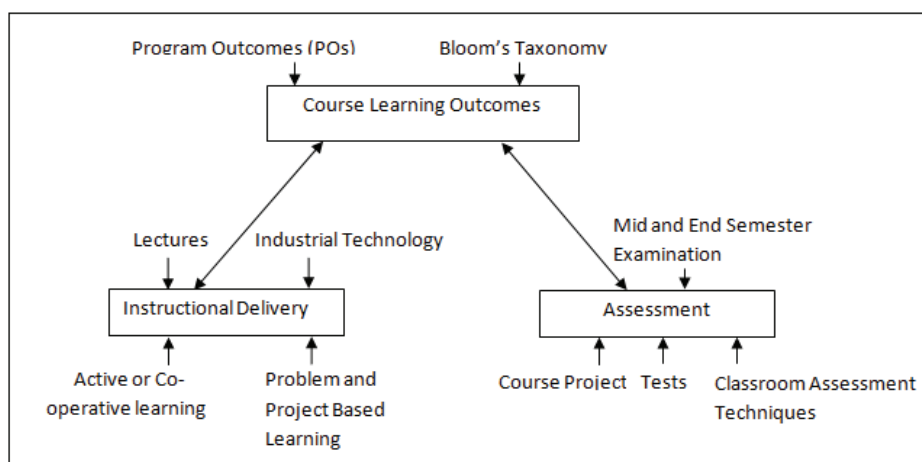 Program Outcomes (POs)
Bloom's Taxonomy
Course Learning Outcomes
Lectures
Industrial Technology
Mid and End Semester
Examination
Instructional Delivery
Assessment
Active or Co-
operative learning
Problem and
Project Based
Learning
Course Project
Tests
Classroom Assessment
Techniques